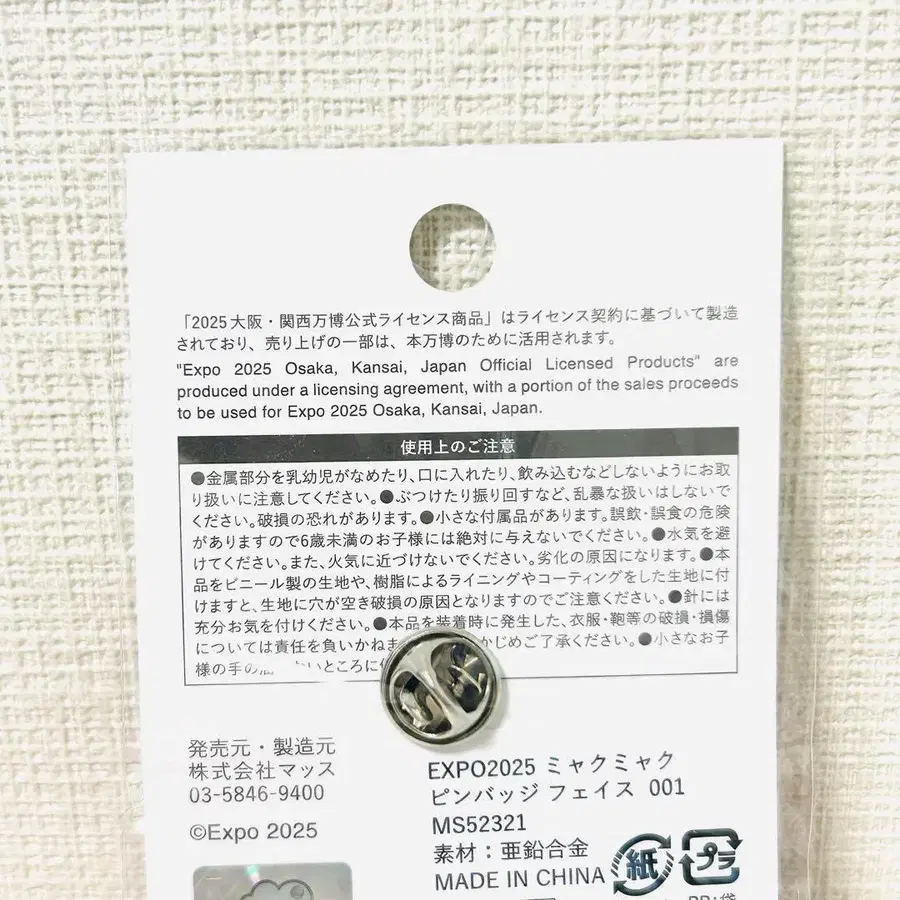 「2025大阪・関西万博公式ライセンス商品」はライセンス契約に基づいて製造
されており、売り上げの一部は、本万博のために活用されます。
"Expo 2025 Osaka, Kansai, Japan Official Licensed Products" are
produced under a licensing agreement, with a portion of the sales proceeds
to be used for Expo 2025 Osaka, Kansai, Japan.
使用上のご注意
●金属部分を乳幼児がなめたり、口に入れたり、飲み込むなどしないようにお取
り扱いに注意してください。●ぶつけたり振り回すなど、乱暴な扱いはしないで
ください。破損の恐れがあります。●小さな付属品があります。誤飲・誤食の危険
がありますので6歳未満のお子様には絶対に与えないでください。●水気を避
けてください。また、火気に近づけないでください。劣化の原因になります。●本
品をビニール製の生地や、樹脂によるライニングやコーティングをした生地に付
けますと、生地に穴が空き破損の原因となりますのでご注意ください。●針には
充分お気を付けください。●本品を装着時に発生した、衣服・鞄等の破損・損傷
については責任を負いかねま かじめご了承ください。●小さなお子
様の手の いところに
発売元・製造元
株式会社マッス
03-5846-9400
©Expo 2025
EXPO2025 ミャクミャク
ピンバッジ フェイス 001
MS52321
素材：亜鉛合金
MADE IN CHINA
紙
プラ
PP:袋